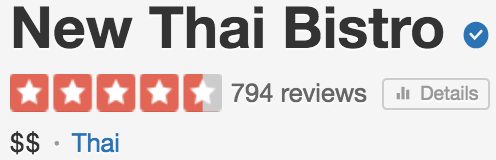 New Thai Bistro
794 reviews Details
$$ · Thai